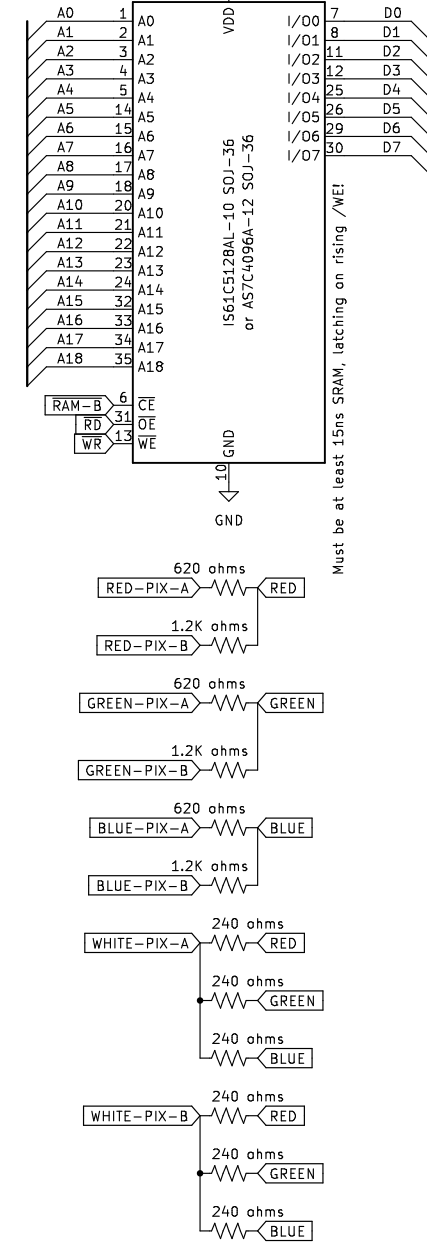 A0 1 A0 VDD I/O0 7 D0
A1 2 A1 I/O1 8 D1
A2 3 A2 I/O2 11 D2
A3 4 A3 I/O3 12 D3
A4 5 A4 I/O4 25 D4
A5 14 A5 I/O5 26 D5
A6 15 A6 I/O6 29 D6
A7 16 A7 I/O7 30 D7
A8 17 A8
A9 18 A9
A10 20 A10
A11 21 A11
A12 22 A12
A13 23 A13
A14 24 A14
A15 32 A15
A16 33 A16
A17 34 A17
A18 35 A18
IS61C5128AL-10 SOJ-36
or AS7C4096A-12 SOJ-36
Must be at least 15ns SRAM, latching on rising /WE!
RAM-B 6 CE
RD 31 OE
WR 13 WE
GND
10
GND
620 ohms
RED-PIX-A RED
1.2K ohms
RED-PIX-B
620 ohms
GREEN-PIX-A GREEN
1.2K ohms
GREEN-PIX-B
620 ohms
BLUE-PIX-A BLUE
1.2K ohms
BLUE-PIX-B
240 ohms
WHITE-PIX-A RED
240 ohms
GREEN
240 ohms
BLUE
240 ohms
WHITE-PIX-B RED
240 ohms
GREEN
240 ohms
BLUE